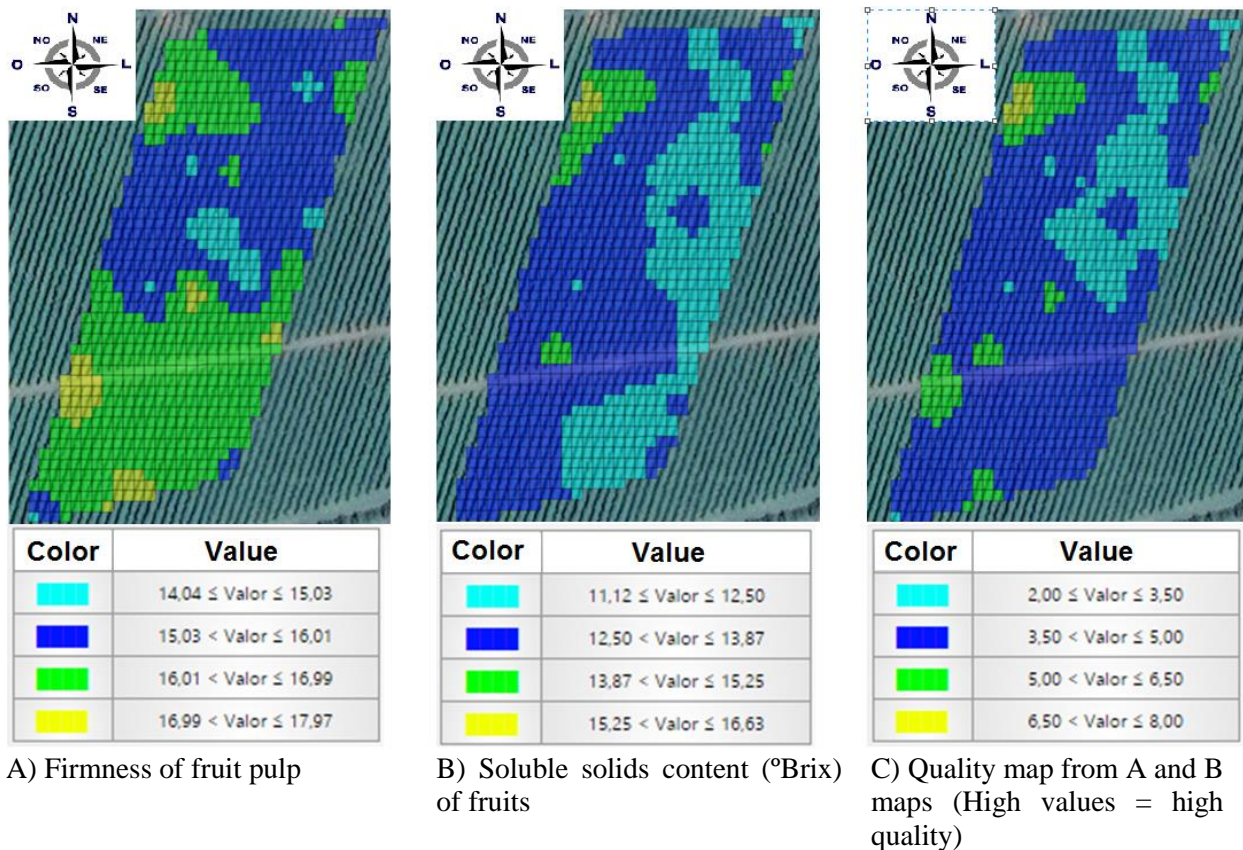 N
NO NE
O L
SO SE
S
N
NO NE
O L
SO SE
S
N
NO NE
O L
SO SE
S
Color Value
14,04 ≤ Valor ≤ 15,03
15,03 < Valor ≤ 16,01
16,01 < Valor ≤ 16,99
16,99 < Valor ≤ 17,97
A) Firmness of fruit pulp
Color Value
11,12 ≤ Valor ≤ 12,50
12,50 < Valor ≤ 13,87
13,87 < Valor ≤ 15,25
15,25 < Valor ≤ 16,63
B) Soluble solids content (ºBrix)
of fruits
Color Value
2,00 ≤ Valor ≤ 3,50
3,50 < Valor ≤ 5,00
5,00 < Valor ≤ 6,50
6,50 < Valor ≤ 8,00
C) Quality map from A and B
maps (High values = high
quality)